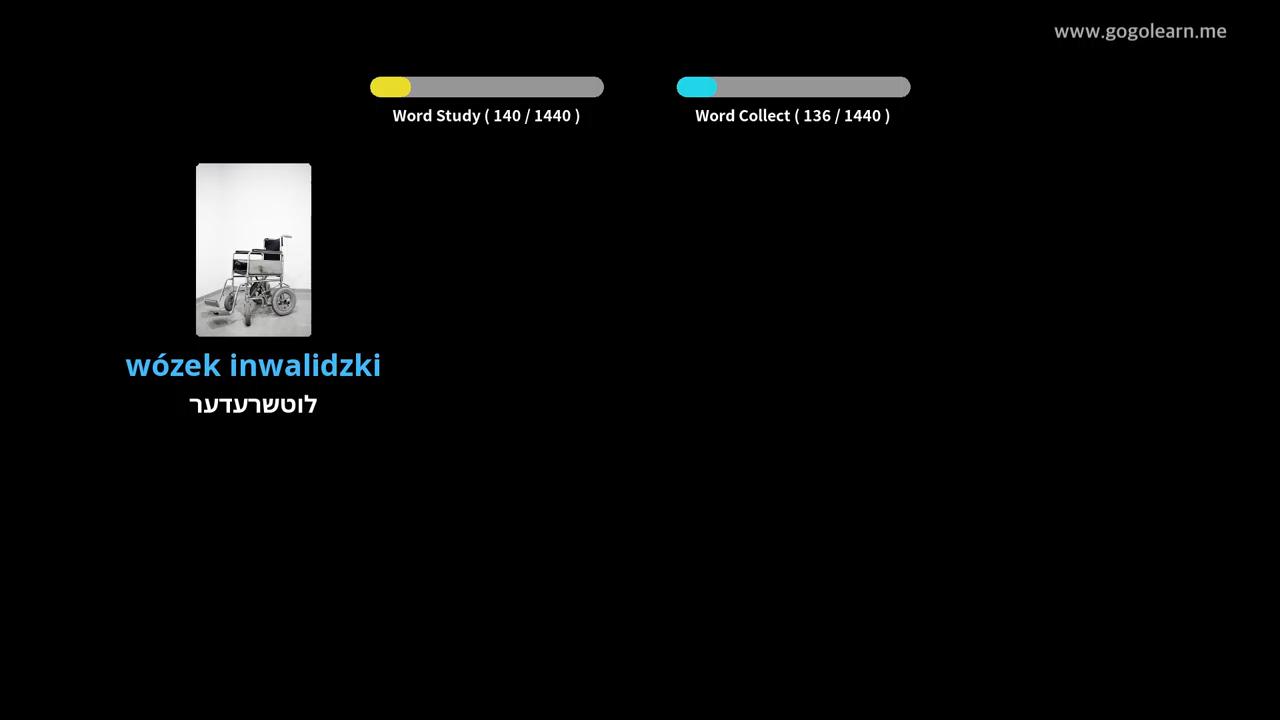 www.gogolearn.me
Word Study ( 140 / 1440 )
Word Collect ( 136 / 1440 )
wózek inwalidzki
לוטשרעדער